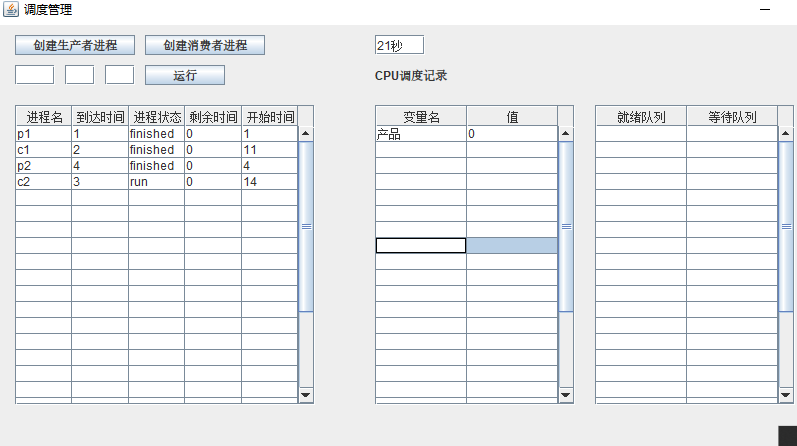 调度管理
创建生产者进程 创建消费者进程 21秒
运行 CPU调度记录
进程名 到达时间 进程状态 剩余时间 开始时间 变量名 值 就绪队列 等待队列
p1 1 finished 0 1 产品 0
c1 2 finished 0 11
p2 4 finished 0 4
c2 3 run 0 14